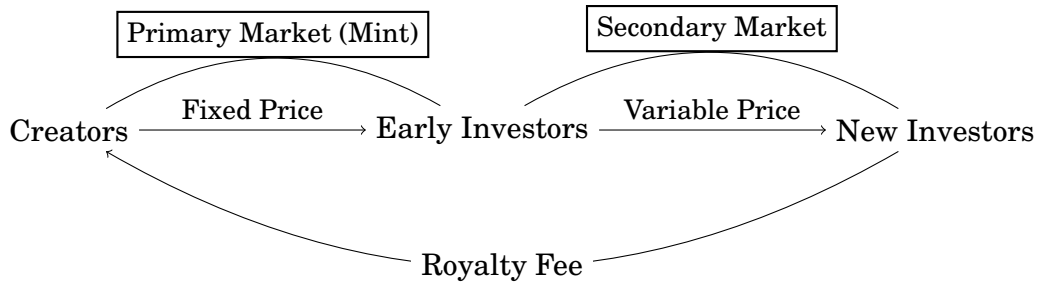 Primary Market (Mint)
Secondary Market
Fixed Price
Variable Price
Creators
Early Investors
New Investors
Royalty Fee